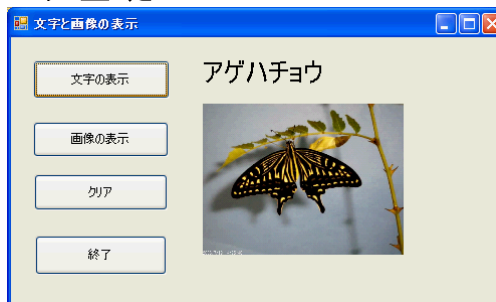 文字と画像の表示
文字の表示
アゲハチョウ
画像の表示
クリア
終了